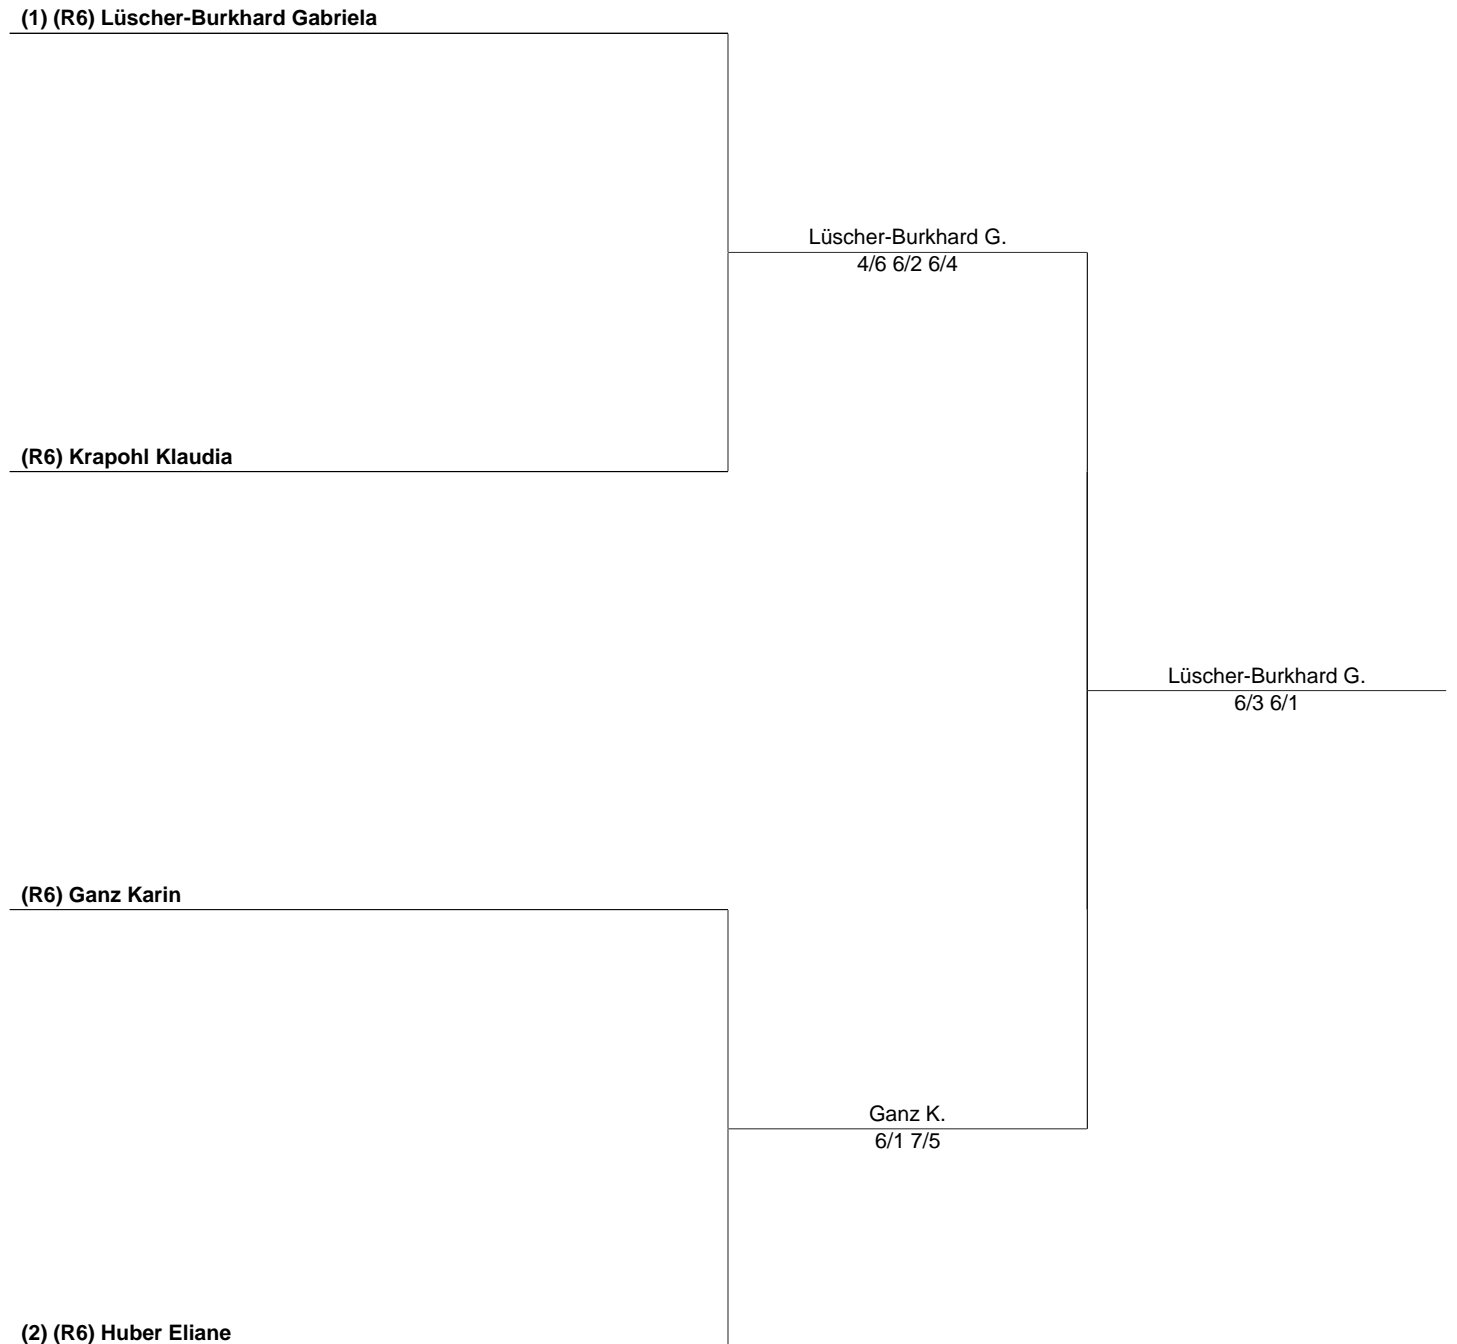 (1) (R6) Lüscher-Burkhard Gabriela
Lüscher-Burkhard G.
4/6 6/2 6/4
(R6) Krapohl Klaudia
Lüscher-Burkhard G.
6/3 6/1
(R6) Ganz Karin
Ganz K.
6/1 7/5
(2) (R6) Huber Eliane